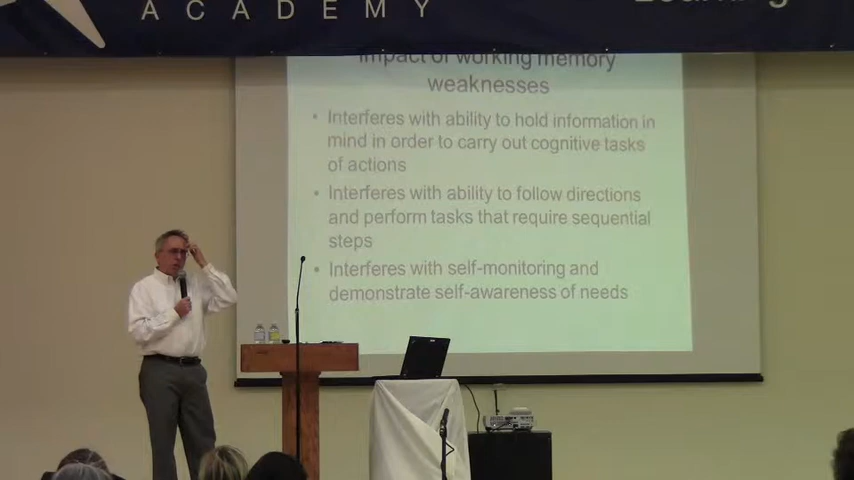 ACADEMY
Learning
Impact of working memory
weaknesses
• Interferes with ability to hold information in
mind in order to carry out cognitive tasks
of actions
• Interferes with ability to follow directions
and perform tasks that require sequential
steps
• Interferes with self-monitoring and
demonstrate self-awareness of needs